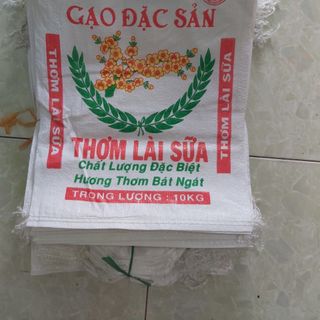 GẠO ĐẶC SẢN
THƠM LÀI SỮA
THƠM LÀI SỮA
THƠM LÀI SỮA
Chất Lượng Đặc Biệt
Hương Thơm Bát Ngát
TRỌNG LƯỢNG : 10KG